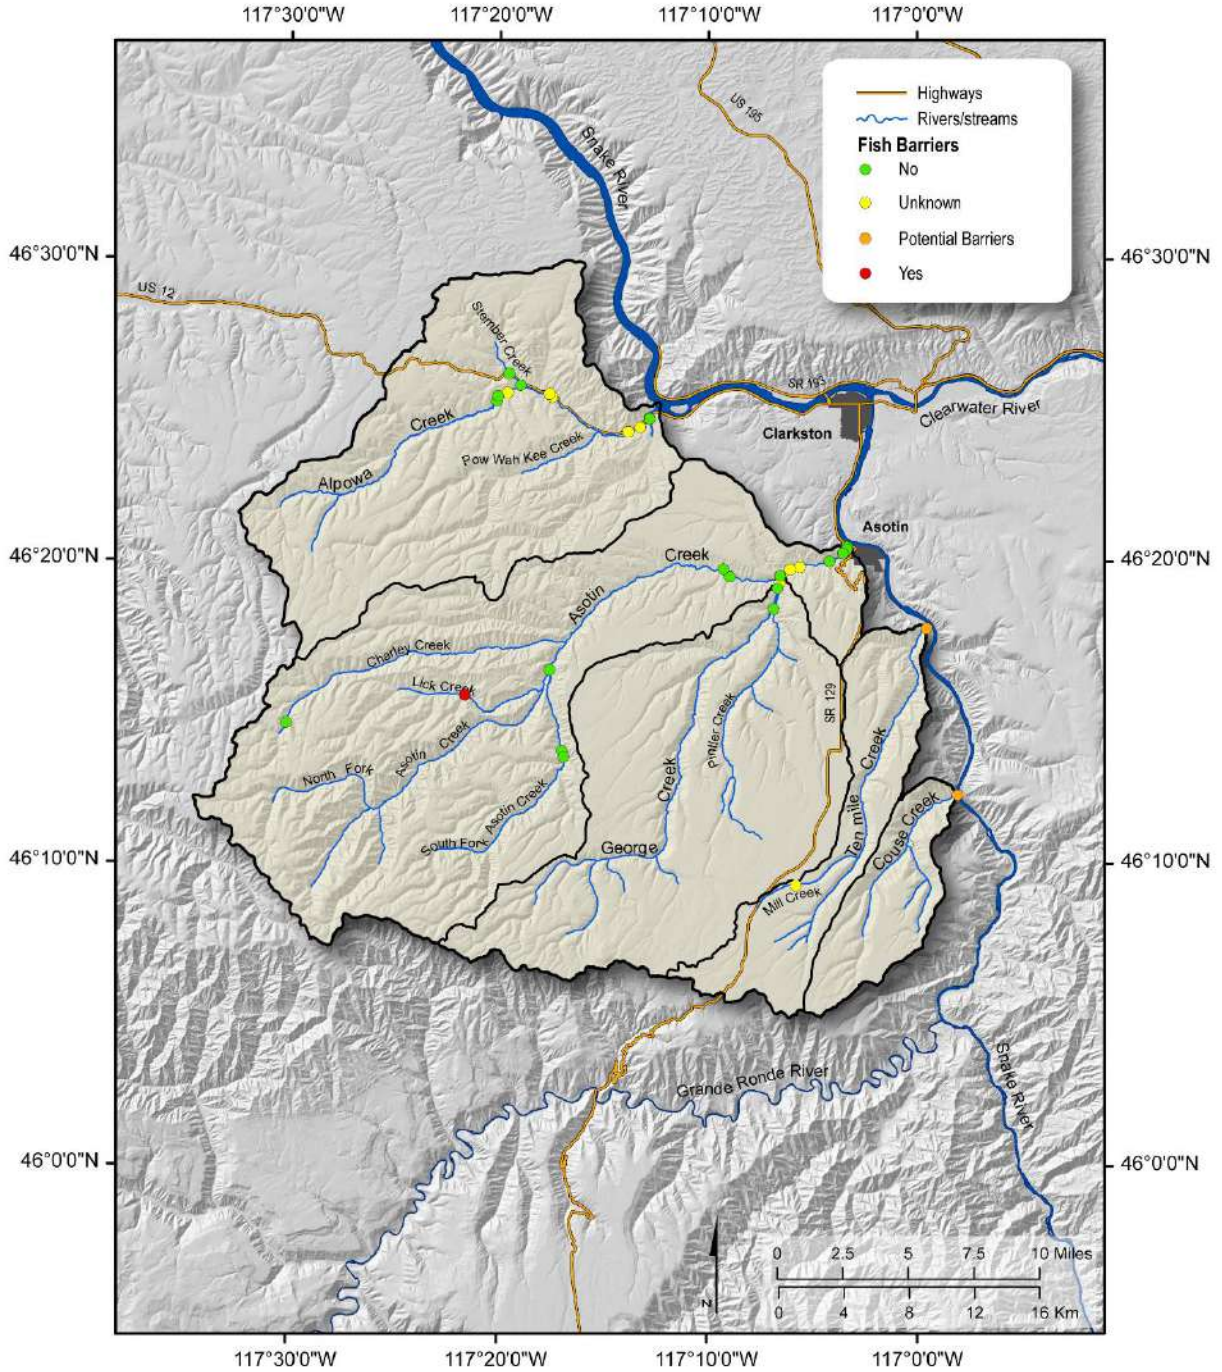 117°30'0"W 117°20'0"W 117°10'0"W 117°0'0"W
Highways
Rivers/streams
Fish Barriers
No
Unknown
Potential Barriers
Yes
US 195
Snake River
46°30'0"N 46°30'0"N
US 12
Stember Creek
SR 193
Clearwater River
Clarkston
Creek
Pow Wah Kee Creek
Alpowa
Asotin
46°20'0"N 46°20'0"N
Creek
Asotin
Charley Creek
Lick Creek
SR 129
Pintler Creek
Creek
Asotin Creek
North Fork
Creek
Asotin Creek
South Fork
Ten mile
Couse Creek
George
46°10'0"N 46°10'0"N
Mill Creek
Grande Ronde River
Snake River
46°0'0"N 46°0'0"N
N
0 2.5 5 7.5 10 Miles
0 4 8 12 16 Km
117°30'0"W 117°20'0"W 117°10'0"W 117°0'0"W